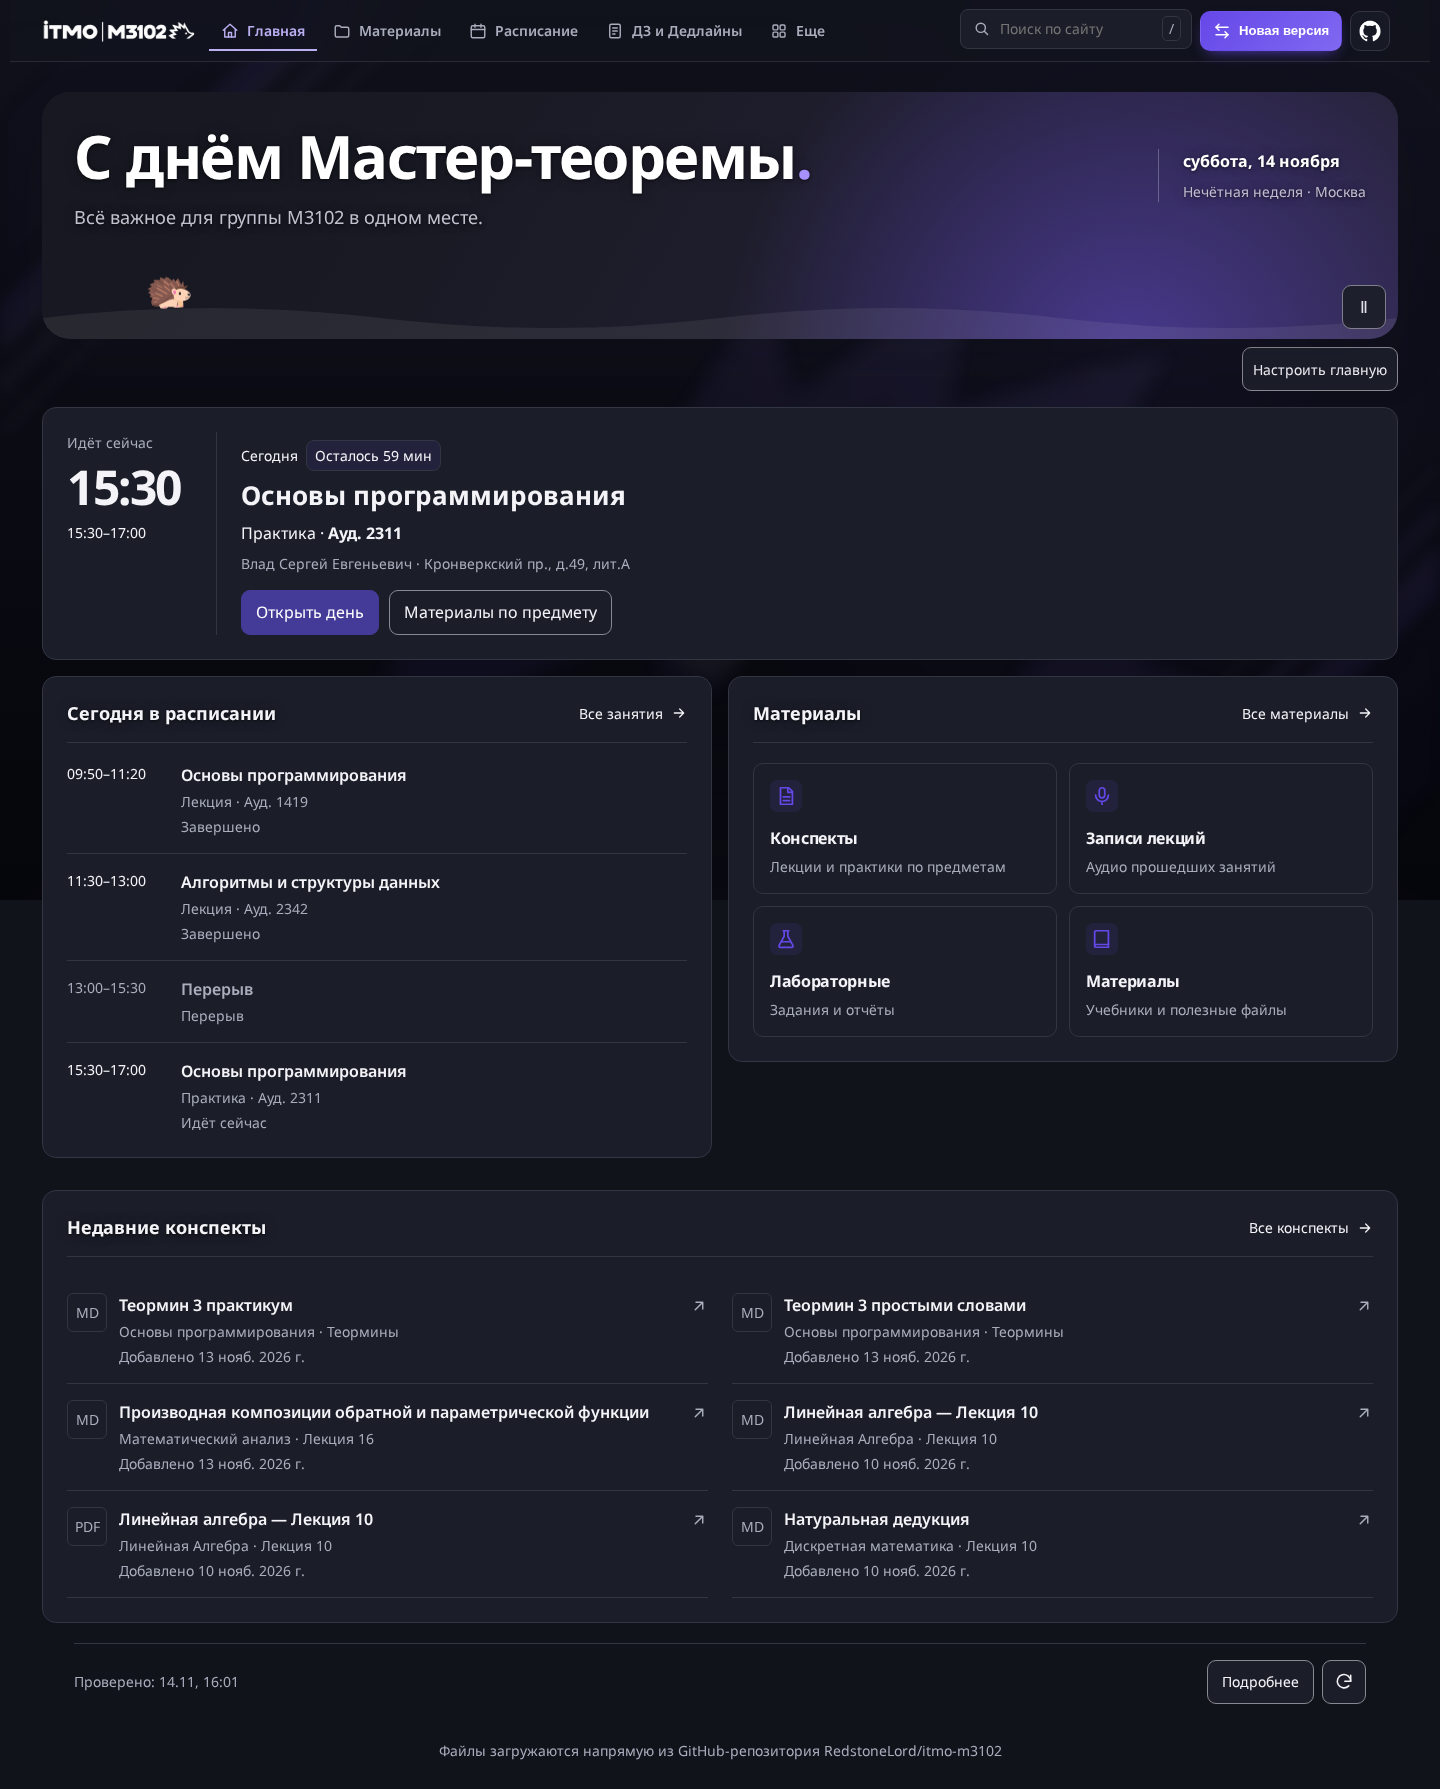 iTMO | M3102
Главная
Материалы
Расписание
ДЗ и Дедлайны
Еще
Поиск по сайту
/
Новая версия
С днём Мастер-теоремы.
Всё важное для группы M3102 в одном месте.
суббота, 14 ноября
Нечётная неделя · Москва
Настроить главную
Идёт сейчас
15:30
15:30–17:00
Сегодня
Осталось 59 мин
Основы программирования
Практика · Ауд. 2311
Влад Сергей Евгеньевич · Кронверкский пр., д.49, лит.А
Открыть день
Материалы по предмету
Сегодня в расписании
Все занятия →
09:50–11:20
Основы программирования
Лекция · Ауд. 1419
Завершено
11:30–13:00
Алгоритмы и структуры данных
Лекция · Ауд. 2342
Завершено
13:00–15:30
Перерыв
Перерыв
15:30–17:00
Основы программирования
Практика · Ауд. 2311
Идёт сейчас
Материалы
Все материалы →
Конспекты
Лекции и практики по предметам
Записи лекций
Аудио прошедших занятий
Лабораторные
Задания и отчёты
Материалы
Учебники и полезные файлы
Недавние конспекты
Все конспекты →
MD
Теормин 3 практикум
Основы программирования · Теормины
Добавлено 13 нояб. 2026 г.
MD
Теормин 3 простыми словами
Основы программирования · Теормины
Добавлено 13 нояб. 2026 г.
MD
Производная композиции обратной и параметрической функции
Математический анализ · Лекция 16
Добавлено 13 нояб. 2026 г.
MD
Линейная алгебра — Лекция 10
Линейная Алгебра · Лекция 10
Добавлено 10 нояб. 2026 г.
PDF
Линейная алгебра — Лекция 10
Линейная Алгебра · Лекция 10
Добавлено 10 нояб. 2026 г.
MD
Натуральная дедукция
Дискретная математика · Лекция 10
Добавлено 10 нояб. 2026 г.
Проверено: 14.11, 16:01
Подробнее
Файлы загружаются напрямую из GitHub-репозитория RedstoneLord/itmo-m3102